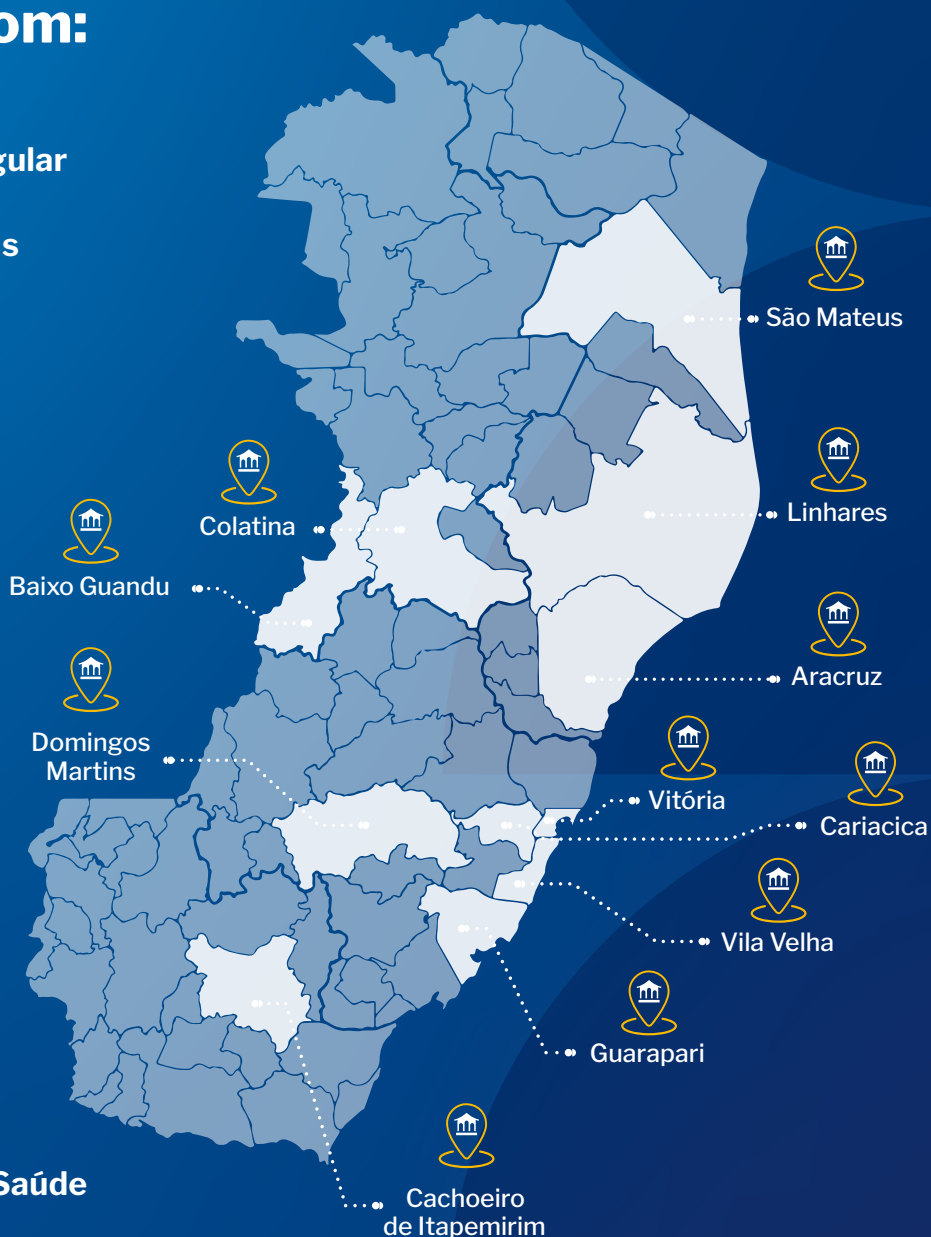 om:
gular
s
São Mateus
Colatina
Linhares
Baixo Guandu
Aracruz
Domingos
Martins
Vitória
Cariacica
Vila Velha
Guarapari
Saúde
Cachoeiro
de Itapemirim